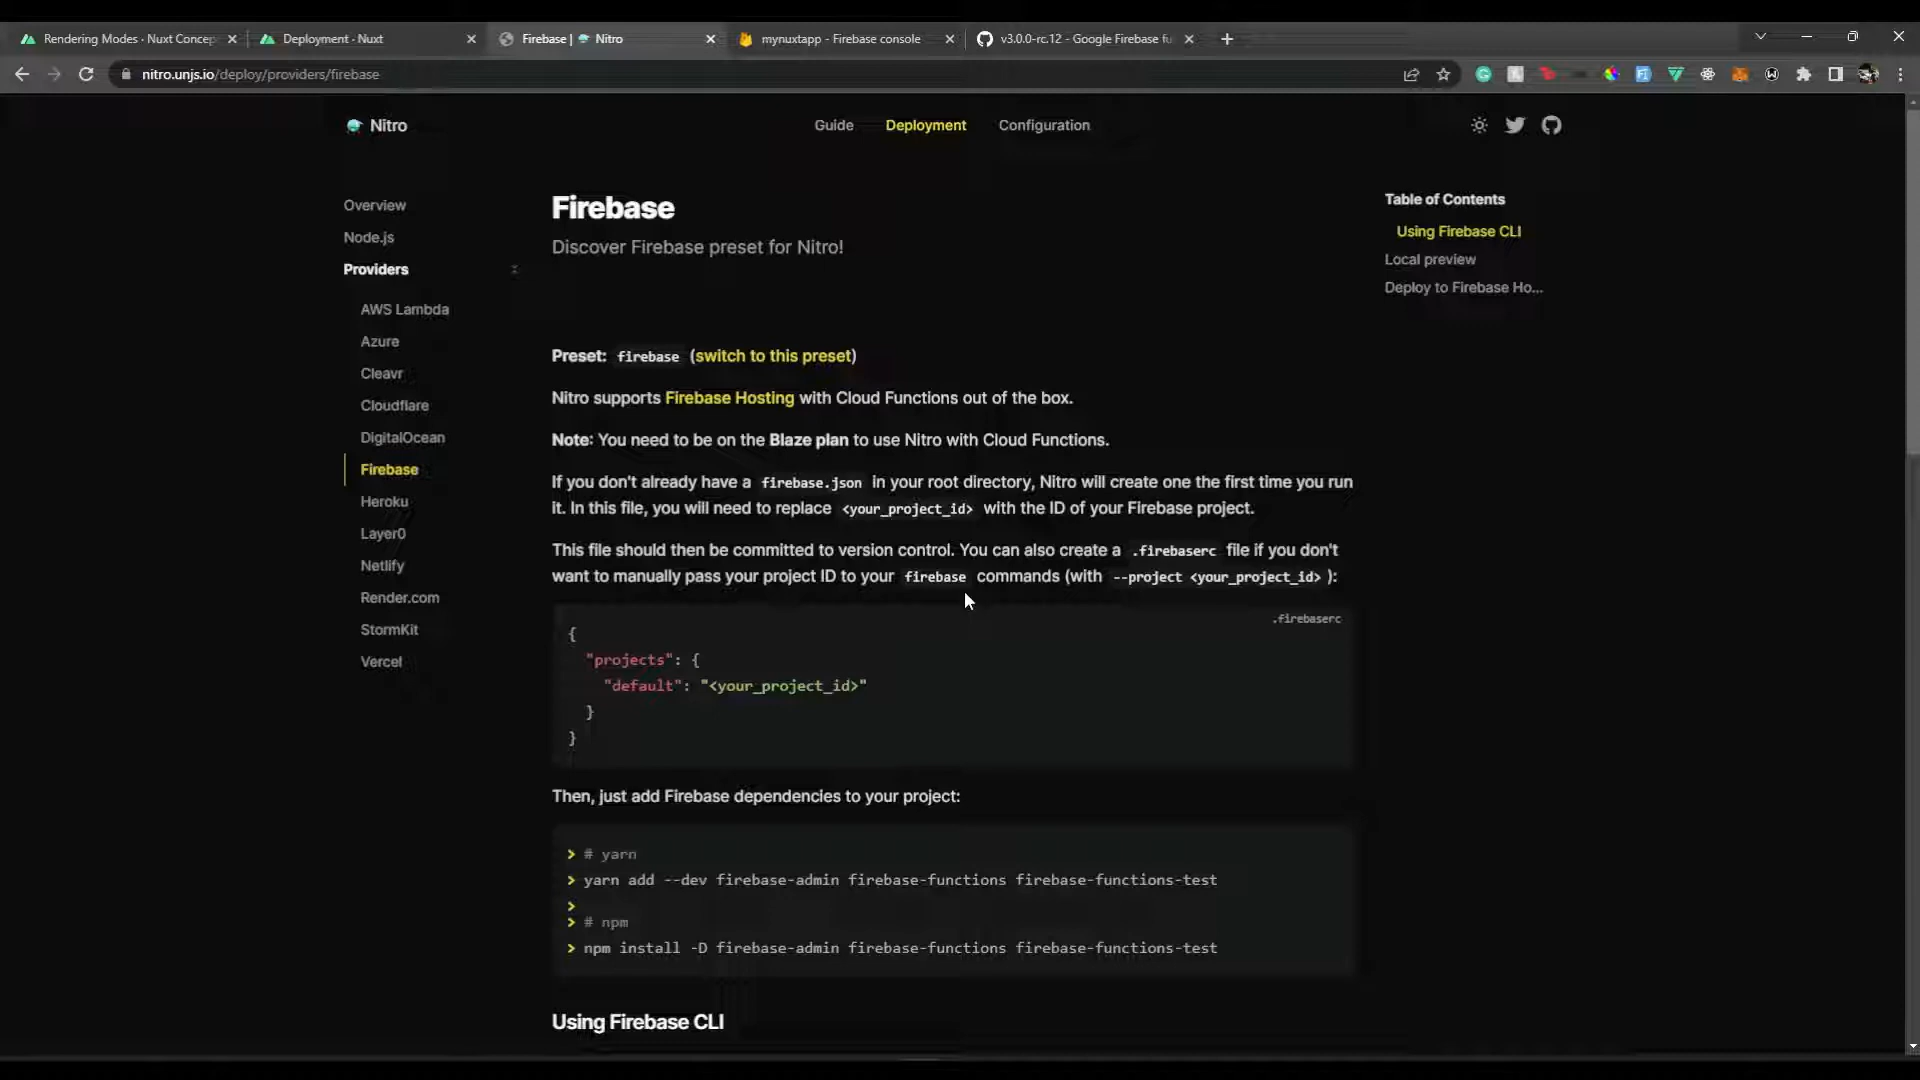 Rendering Modes · Nuxt Concep
Deployment · Nuxt
Firebase | Nitro
mynuxtapp - Firebase console
v3.0.0-rc.12 - Google Firebase fu
nitro.unjs.io/deploy/providers/firebase
Nitro
Guide
Deployment
Configuration
Overview
Node.js
Providers
AWS Lambda
Azure
Cleavr
Cloudflare
DigitalOcean
Firebase
Heroku
Layer0
Netlify
Render.com
StormKit
Vercel
Firebase
Discover Firebase preset for Nitro!
Preset: firebase (switch to this preset)
Nitro supports Firebase Hosting with Cloud Functions out of the box.
Note: You need to be on the Blaze plan to use Nitro with Cloud Functions.
If you don't already have a firebase.json in your root directory, Nitro will create one the first time you run
it. In this file, you will need to replace <your_project_id> with the ID of your Firebase project.
This file should then be committed to version control. You can also create a .firebaserc file if you don't
want to manually pass your project ID to your firebase commands (with --project <your_project_id> ):
.firebaserc
{
"projects": {
"default": "<your_project_id>"
}
}
Then, just add Firebase dependencies to your project:
> # yarn
> yarn add --dev firebase-admin firebase-functions firebase-functions-test
>
> # npm
> npm install -D firebase-admin firebase-functions firebase-functions-test
Using Firebase CLI
Table of Contents
Using Firebase CLI
Local preview
Deploy to Firebase Ho...